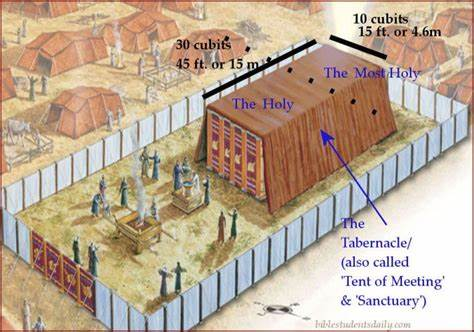 10 cubits
15 ft. or 4.6m
30 cubits
45 ft. or 15 m
The Most Holy
The Holy
The
Tabernacle/
(also called
'Tent of Meeting'
& 'Sanctuary')
biblestudentsdaily.com